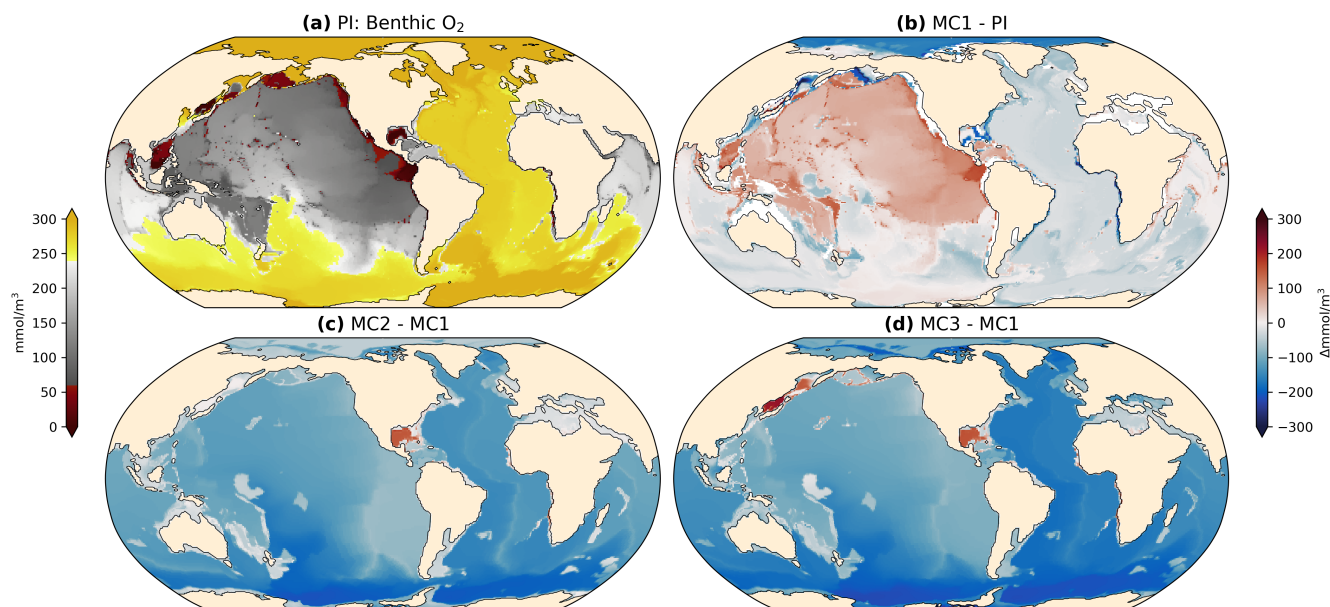 (a) PI: Benthic O₂
(b) MC1 - PI
300
250
200
150
100
50
0
mmol/m³
300
200
100
0
−100
−200
−300
Δmmol/m³
(c) MC2 - MC1
(d) MC3 - MC1